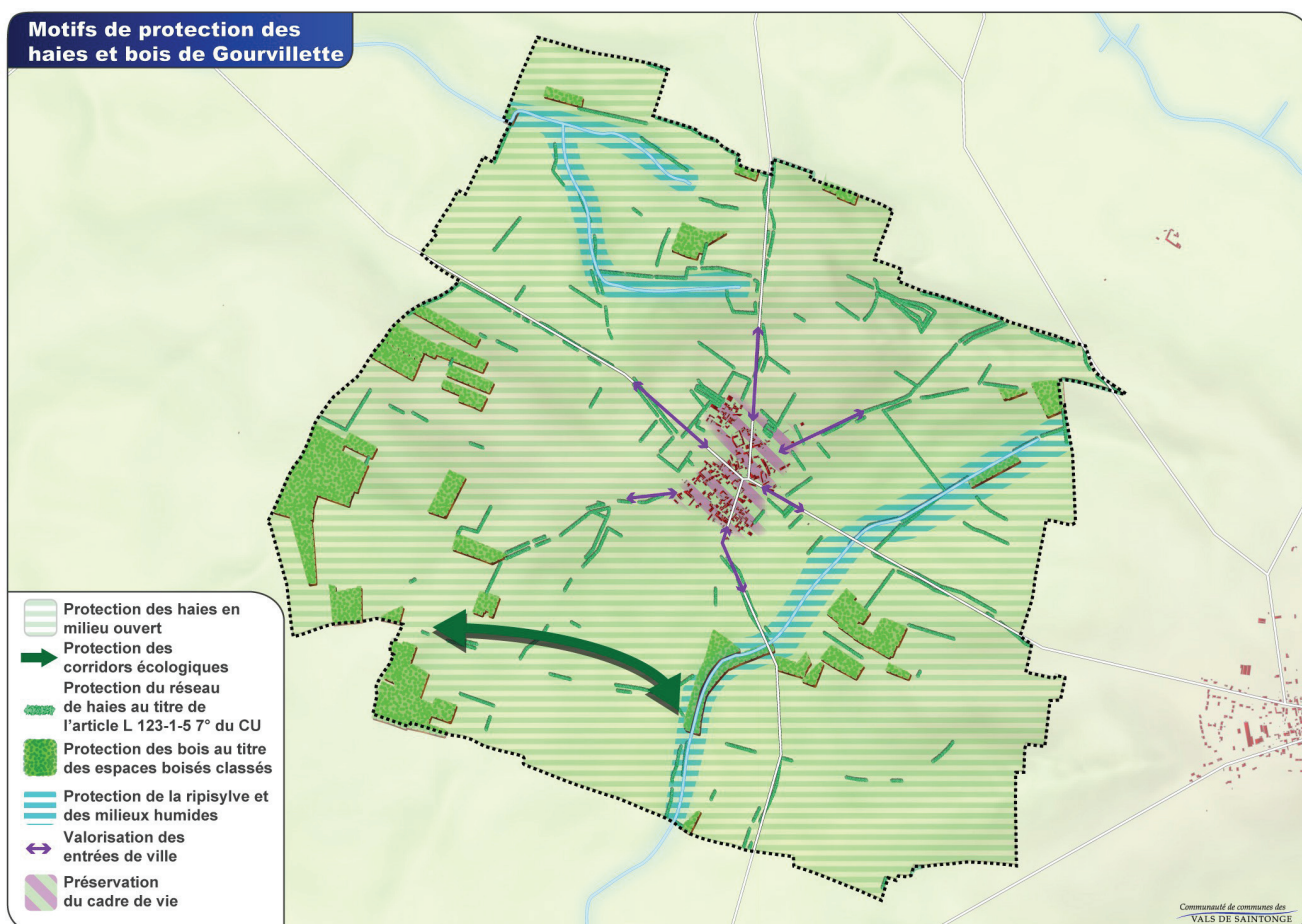 Motifs de protection des
haies et bois de Gourvillette
Protection des haies en
milieu ouvert
Protection des
corridors écologiques
Protection du réseau
de haies au titre de
l'article L 123-1-5 7° du CU
Protection des bois au titre
des espaces boisés classés
Protection de la ripisylve et
des milieux humides
Valorisation des
entrées de ville
Préservation
du cadre de vie
Communauté de communes des
VALS DE SAINTONGE